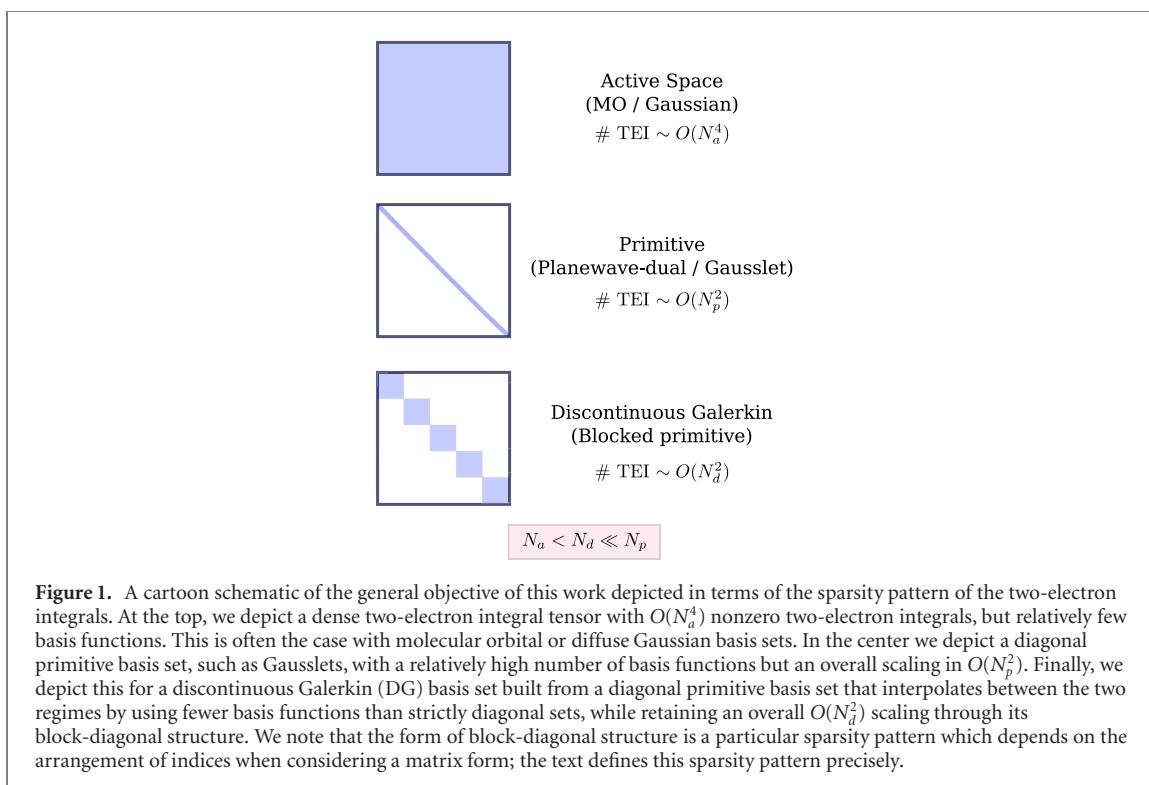 Active Space
(MO / Gaussian)
# TEI ∼ O(N_a^4)
Primitive
(Planewave-dual / Gausslet)
# TEI ∼ O(N_p^2)
Discontinuous Galerkin
(Blocked primitive)
# TEI ∼ O(N_d^2)
N_a < N_d ≪ N_p
Figure 1. A cartoon schematic of the general objective of this work depicted in terms of the sparsity pattern of the two-electron
integrals. At the top, we depict a dense two-electron integral tensor with O(N_a^4) nonzero two-electron integrals, but relatively few
basis functions. This is often the case with molecular orbital or diffuse Gaussian basis sets. In the center we depict a diagonal
primitive basis set, such as Gausslets, with a relatively high number of basis functions but an overall scaling in O(N_p^2). Finally, we
depict this for a discontinuous Galerkin (DG) basis set built from a diagonal primitive basis set that interpolates between the two
regimes by using fewer basis functions than strictly diagonal sets, while retaining an overall O(N_d^2) scaling through its
block-diagonal structure. We note that the form of block-diagonal structure is a particular sparsity pattern which depends on the
arrangement of indices when considering a matrix form; the text defines this sparsity pattern precisely.